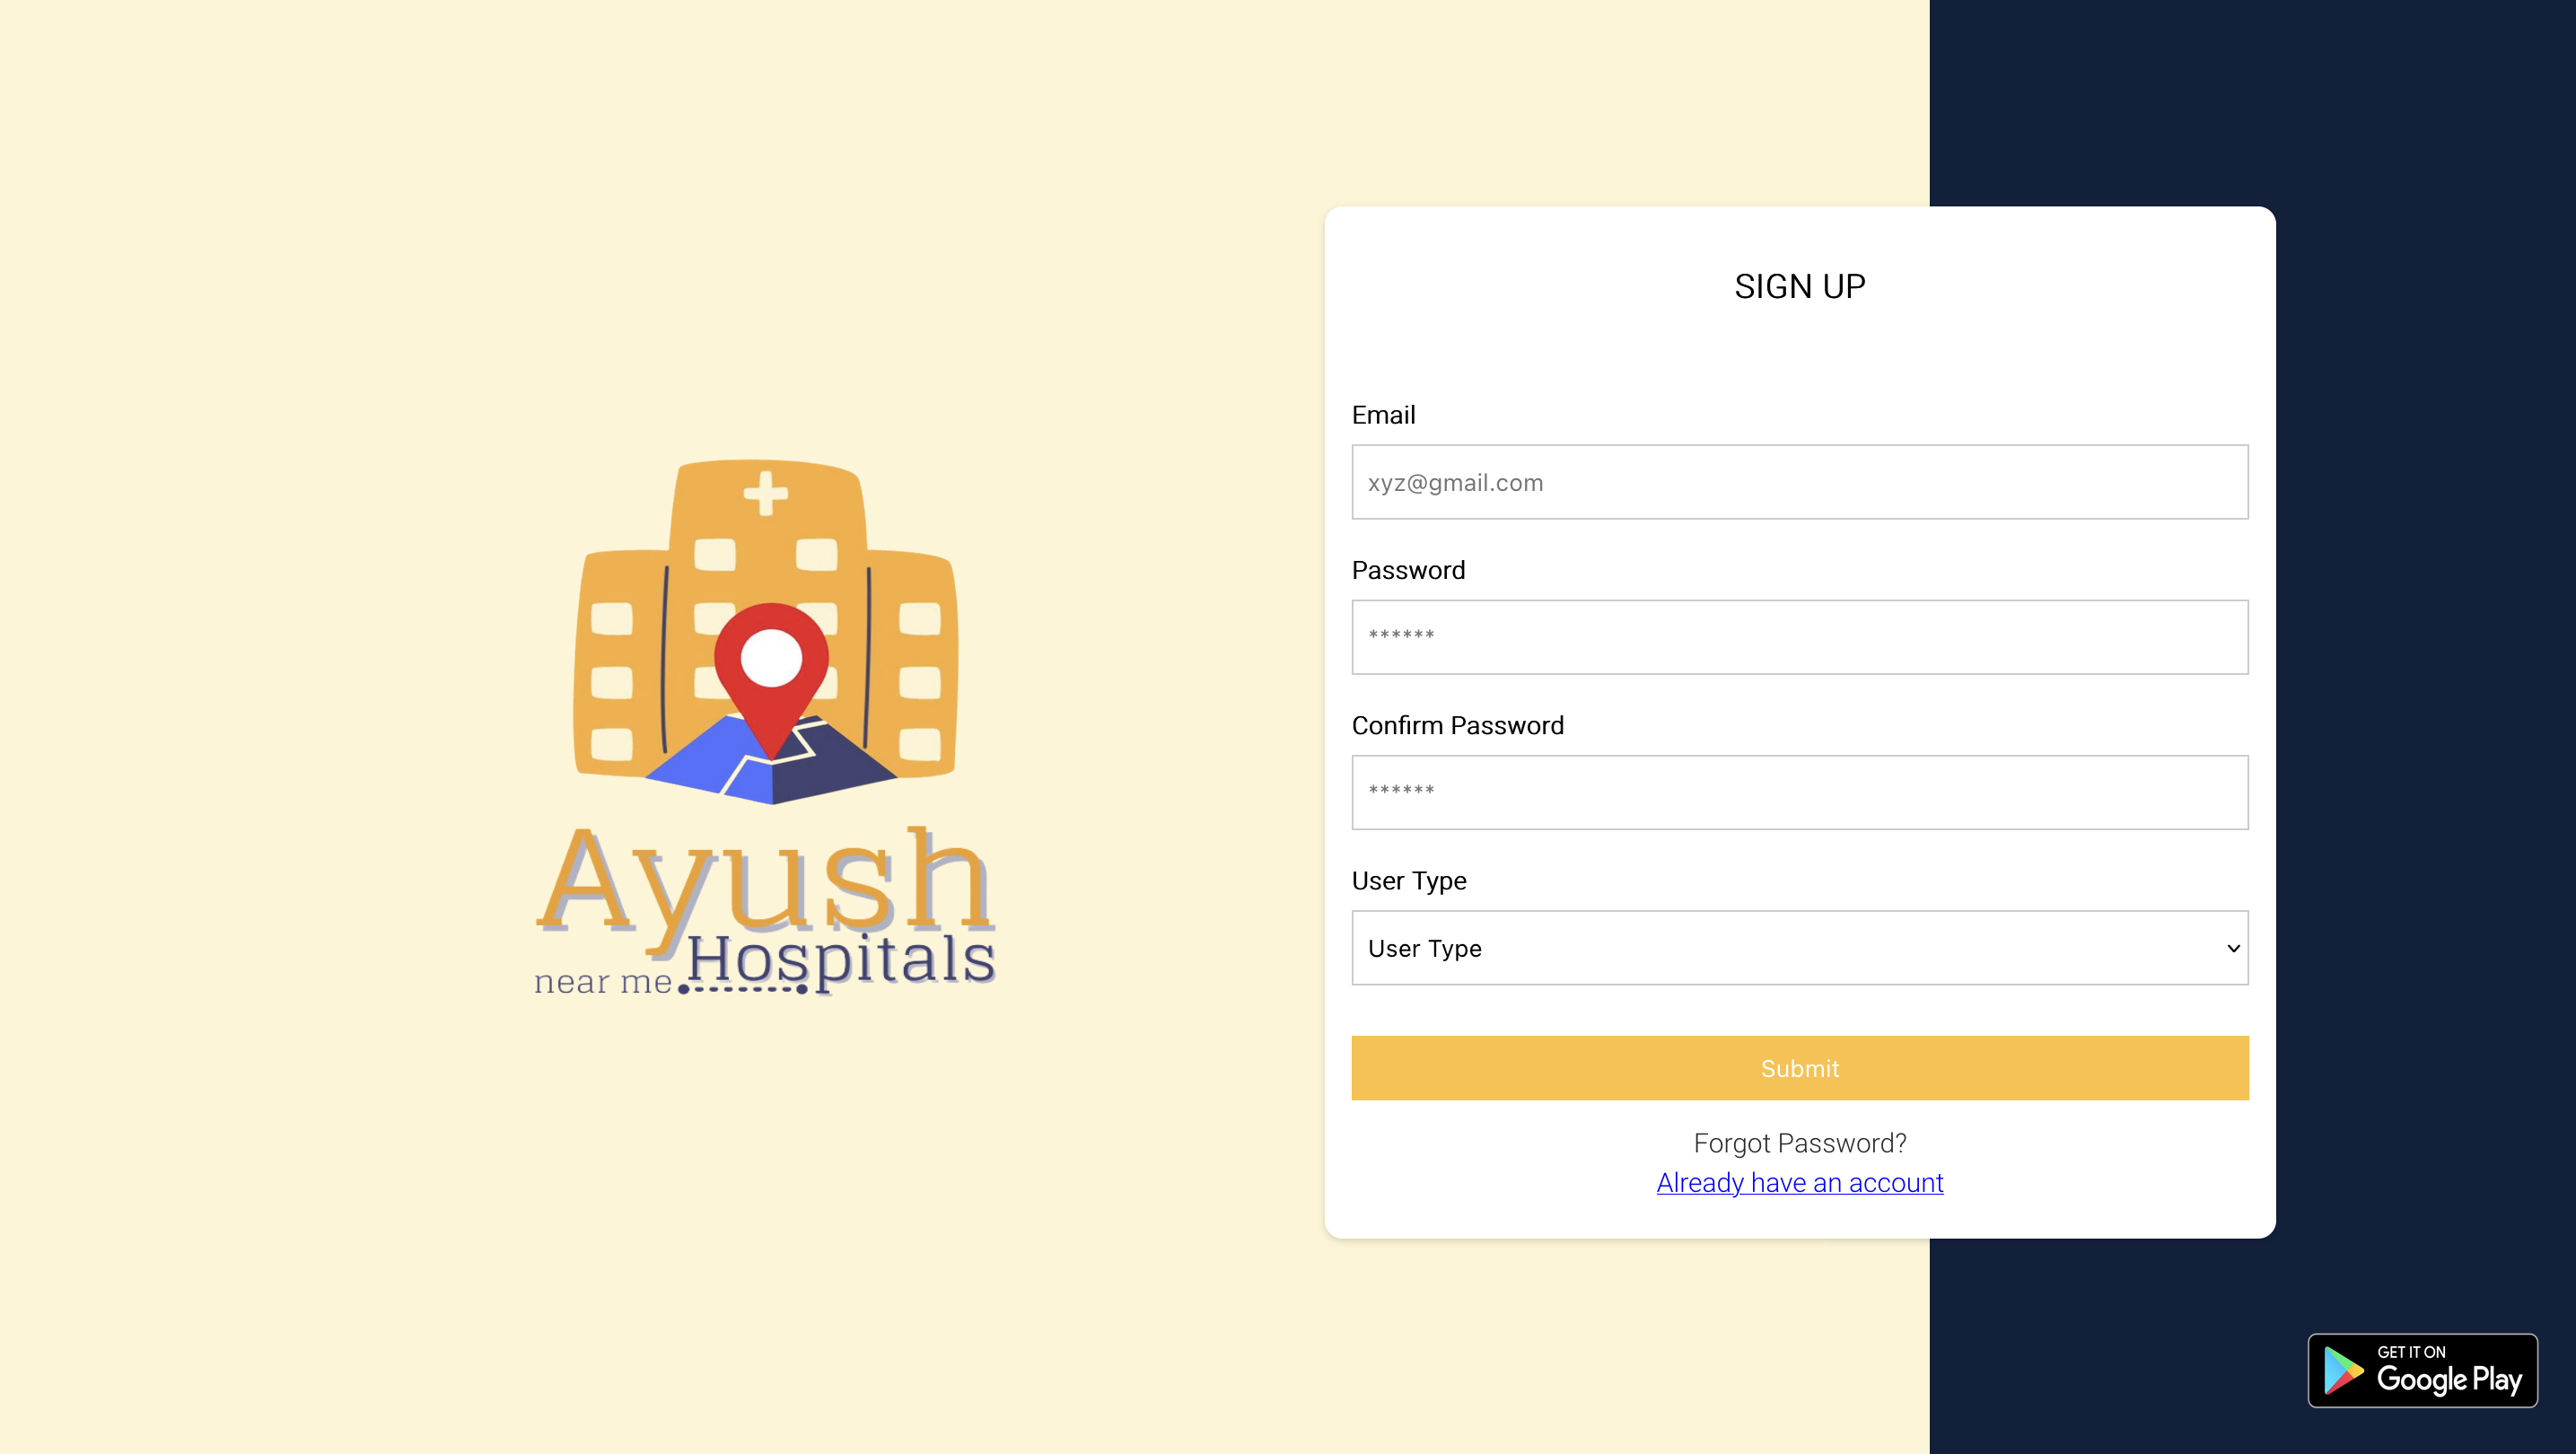 Ayush
near me Hospitals
SIGN UP
Email
xyz@gmail.com
Password
******
Confirm Password
******
User Type
User Type
Submit
Forgot Password?
Already have an account
GET IT ON
Google Play